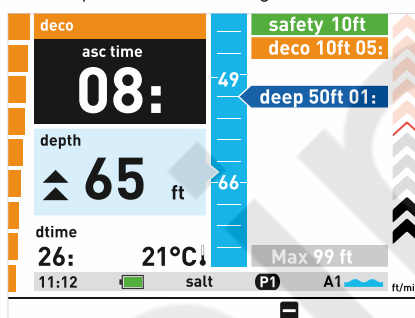 deco
asc time
08:
safety 10ft
deco 10ft 05:
49
deep 50ft 01:
depth
65 ft
66
dtime
26: 21°C
Max 99 ft
11:12 salt P1 A1 ft/mi